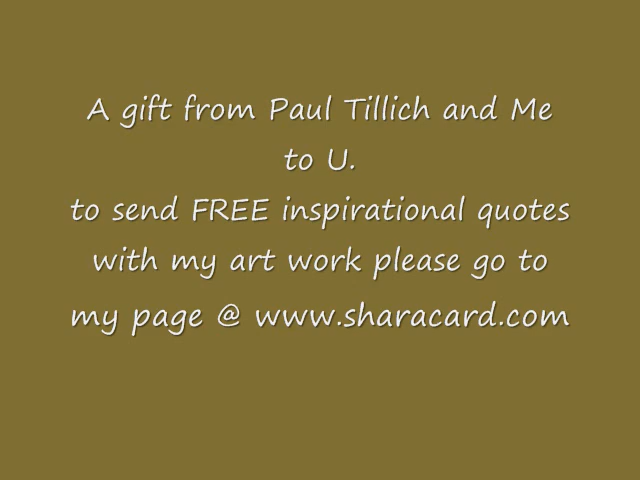 A gift from Paul Tillich and Me
to U.
to send FREE inspirational quotes
with my art work please go to
my page @ www.sharacard.com